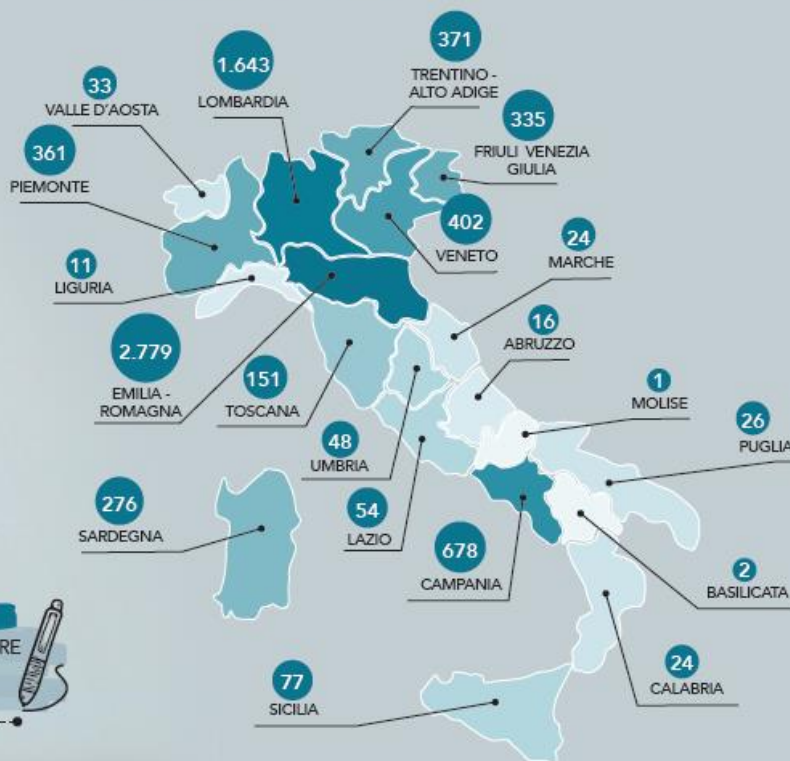 371
TRENTINO -
ALTO ADIGE
1.643
LOMBARDIA
33
VALLE D'AOSTA
335
FRIULI VENEZIA
GIULIA
361
PIEMONTE
402
VENETO
24
MARCHE
11
LIGURIA
16
ABRUZZO
2.779
EMILIA -
ROMAGNA
151
TOSCANA
1
MOLISE
26
PUGLIA
48
UMBRIA
276
SARDEGNA
54
LAZIO
678
CAMPANIA
2
BASILICATA
RE
24
CALABRIA
77
SICILIA